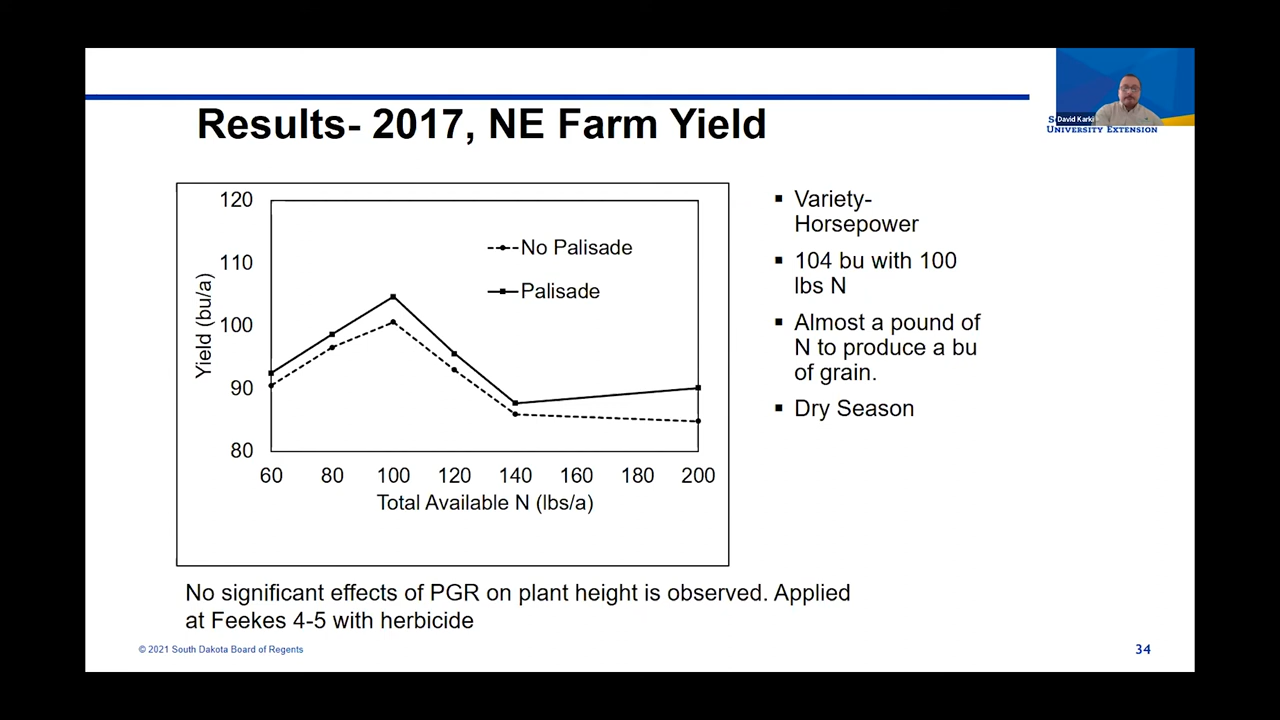 David Karki
UNIVERSITY EXTENSION
Results- 2017, NE Farm Yield
120
110
100
90
80
Yield (bu/a)
No Palisade
Palisade
60 80 100 120 140 160 180 200
Total Available N (lbs/a)
▪ Variety-
Horsepower
▪ 104 bu with 100
lbs N
▪ Almost a pound of
N to produce a bu
of grain.
▪ Dry Season
No significant effects of PGR on plant height is observed. Applied
at Feekes 4-5 with herbicide
© 2021 South Dakota Board of Regents
34